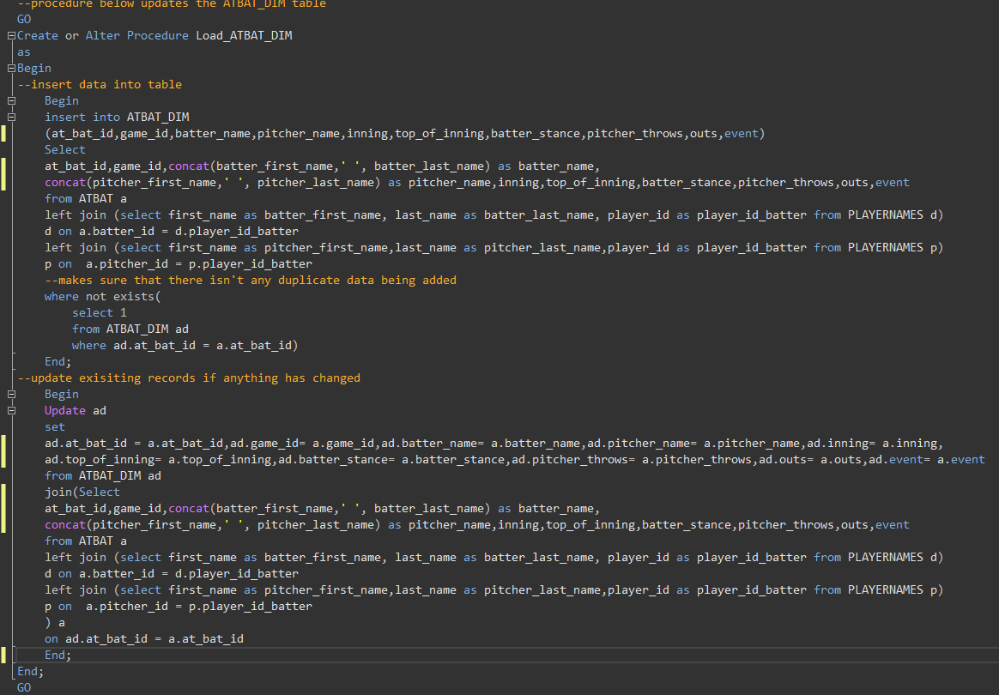 --procedure below updates the ATBAT_DIM table
GO
Create or Alter Procedure Load_ATBAT_DIM
as
Begin
--insert data into table
Begin
insert into ATBAT_DIM
(at_bat_id,game_id,batter_name,pitcher_name,inning,top_of_inning,batter_stance,pitcher_throws,outs,event)
Select
at_bat_id,game_id,concat(batter_first_name,' ', batter_last_name) as batter_name,
concat(pitcher_first_name,' ', pitcher_last_name) as pitcher_name,inning,top_of_inning,batter_stance,pitcher_throws,outs,event
from ATBAT a
left join (select first_name as batter_first_name, last_name as batter_last_name, player_id as player_id_batter from PLAYERNAMES d)
d on a.batter_id = d.player_id_batter
left join (select first_name as pitcher_first_name,last_name as pitcher_last_name,player_id as player_id_batter from PLAYERNAMES p)
p on  a.pitcher_id = p.player_id_batter
--makes sure that there isn't any duplicate data being added
where not exists(
select 1
from ATBAT_DIM ad
where ad.at_bat_id = a.at_bat_id)
End;
--update exisiting records if anything has changed
Begin
Update ad
set
ad.at_bat_id = a.at_bat_id,ad.game_id= a.game_id,ad.batter_name= a.batter_name,ad.pitcher_name= a.pitcher_name,ad.inning= a.inning,
ad.top_of_inning= a.top_of_inning,ad.batter_stance= a.batter_stance,ad.pitcher_throws= a.pitcher_throws,ad.outs= a.outs,ad.event= a.event
from ATBAT_DIM ad
join(Select
at_bat_id,game_id,concat(batter_first_name,' ', batter_last_name) as batter_name,
concat(pitcher_first_name,' ', pitcher_last_name) as pitcher_name,inning,top_of_inning,batter_stance,pitcher_throws,outs,event
from ATBAT a
left join (select first_name as batter_first_name, last_name as batter_last_name, player_id as player_id_batter from PLAYERNAMES d)
d on a.batter_id = d.player_id_batter
left join (select first_name as pitcher_first_name,last_name as pitcher_last_name,player_id as player_id_batter from PLAYERNAMES p)
p on  a.pitcher_id = p.player_id_batter
) a
on ad.at_bat_id = a.at_bat_id
End;
End;
GO